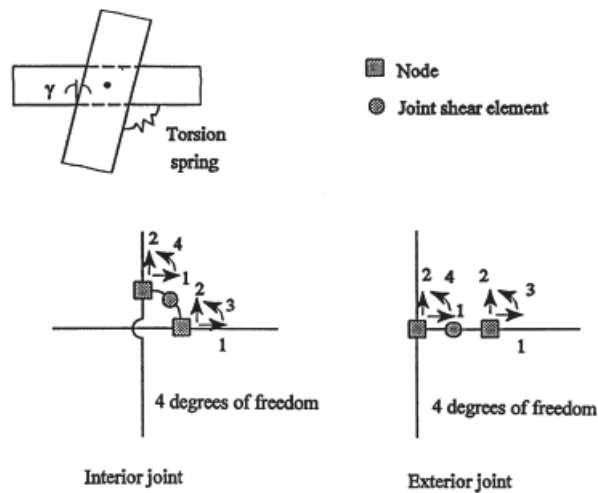 γ
Torsion
spring
Node
Joint shear element
2
4
1
2
3
1
4 degrees of freedom
Interior joint
2
4
1
2
3
1
4 degrees of freedom
Exterior joint